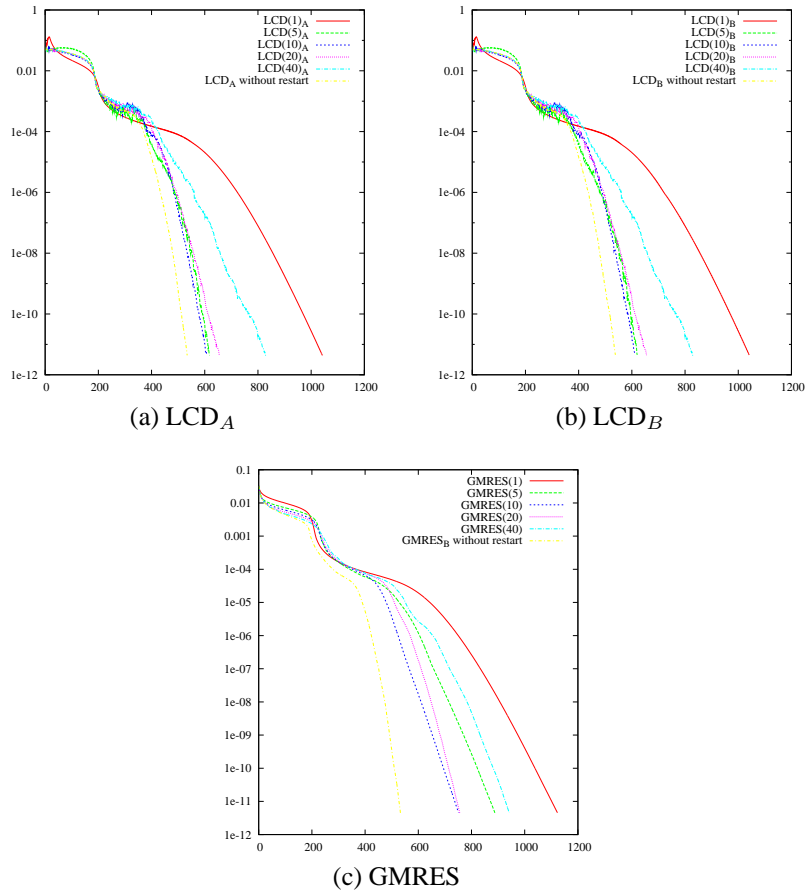 1
0.01
1e-04
1e-06
1e-08
1e-10
1e-12
0 200 400 600 800 1000 1200
LCD(1)A
LCD(5)A
LCD(10)A
LCD(20)A
LCD(40)A
LCDA without restart
(a) LCDA
1
0.01
1e-04
1e-06
1e-08
1e-10
1e-12
0 200 400 600 800 1000 1200
LCD(1)B
LCD(5)B
LCD(10)B
LCD(20)B
LCD(40)B
LCDB without restart
(b) LCDB
0.1
0.01
0.001
1e-04
1e-05
1e-06
1e-07
1e-08
1e-09
1e-10
1e-11
1e-12
0 200 400 600 800 1000 1200
GMRES(1)
GMRES(5)
GMRES(10)
GMRES(20)
GMRES(40)
GMRESB without restart
(c) GMRES